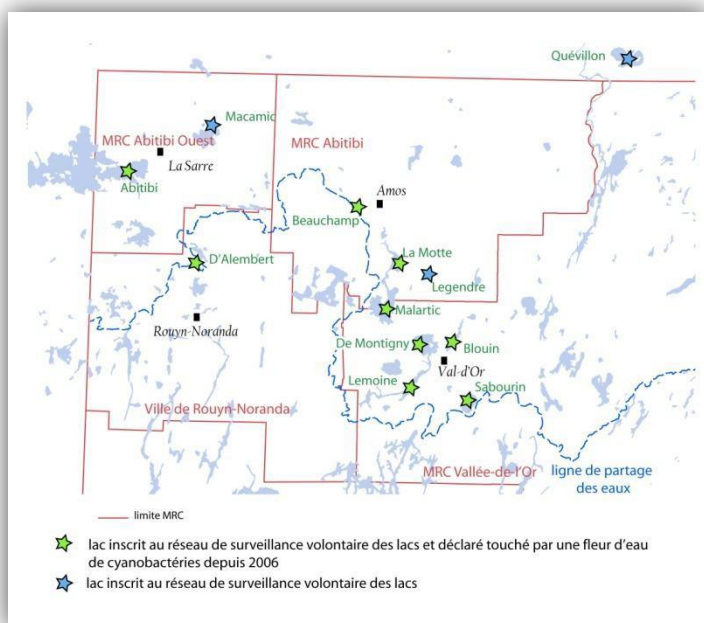 Quévillon
Macamic
MRC Abitibi Ouest
MRC Abitibi
La Sarre
Abitibi
Amos
Beauchamp
D'Alembert
La Motte
Legendre
Malartic
Rouyn-Noranda
De Montigny
Blouin
Val-d'Or
Lemoine
Sabourin
Ville de Rouyn-Noranda
MRC Vallée-de-l'Or
ligne de partage
des eaux
limite MRC
lac inscrit au réseau de surveillance volontaire des lacs et déclaré touché par une fleur d'eau
de cyanobactéries depuis 2006
lac inscrit au réseau de surveillance volontaire des lacs